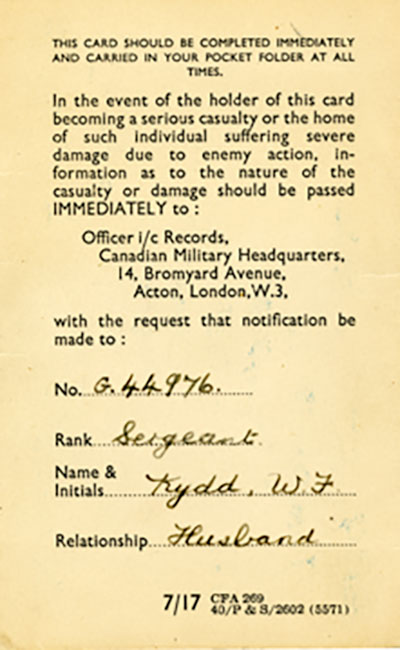 THIS CARD SHOULD BE COMPLETED IMMEDIATELY
AND CARRIED IN YOUR POCKET FOLDER AT ALL
TIMES.
In the event of the holder of this card
becoming a serious casualty or the home
of such individual suffering severe
damage due to enemy action, in-
formation as to the nature of the
casualty or damage should be passed
IMMEDIATELY to :
Officer i/c Records,
Canadian Military Headquarters,
14, Bromyard Avenue,
Acton, London, W.3,
with the request that notification be
made to :
No. G.44976.
Rank Sergeant.
Name &
Initials Kydd, W.F.
Relationship Husband
7/17 CFA 269
40/P & S/2602 (5571)